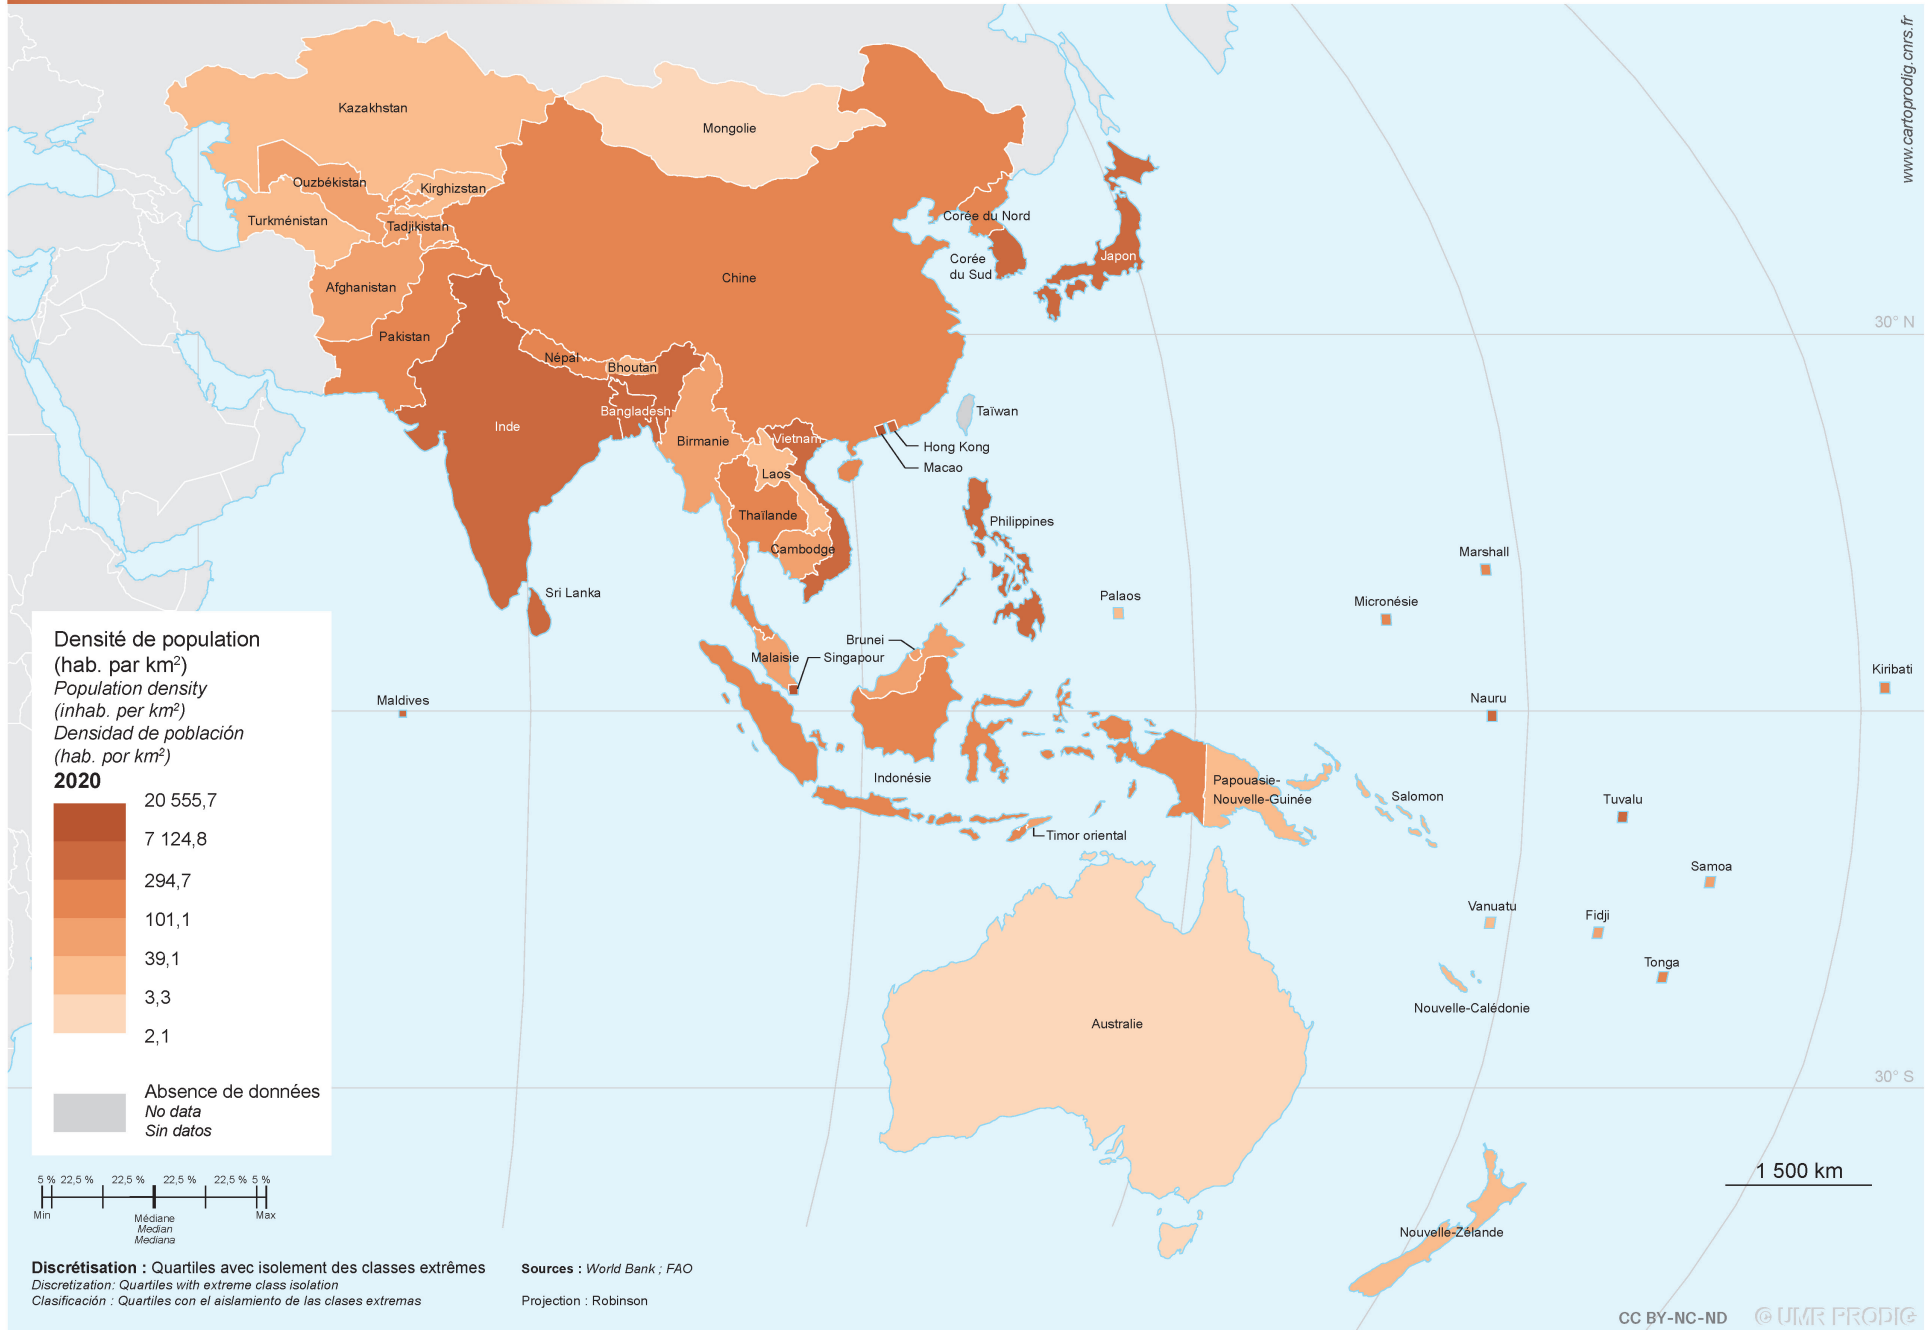 www.cartoprodig.cnrs.fr
Kazakhstan
Mongolie
Ouzbékistan
Kirghizstan
Turkménistan
Tadjikistan
Corée du Nord
Corée
du Sud
Japon
Chine
Afghanistan
Pakistan
30° N
Népal
Bhoutan
Bangladesh
Taïwan
Inde
Birmanie
Vietnam
Hong Kong
Macao
Laos
Thaïlande
Philippines
Cambodge
Marshall
Sri Lanka
Palaos
Micronésie
Brunei
Malaisie
Singapour
Kiribati
Maldives
Nauru
Indonésie
Papouasie-
Nouvelle-Guinée
Salomon
Tuvalu
Timor oriental
Samoa
Vanuatu
Fidji
Tonga
Nouvelle-Calédonie
Australie
30° S
Nouvelle-Zélande
1 500 km
Densité de population
(hab. par km²)
Population density
(inhab. per km²)
Densidad de población
(hab. por km²)
2020
20 555,7
7 124,8
294,7
101,1
39,1
3,3
2,1
Absence de données
No data
Sin datos
5 % 22,5 % 22,5 % 22,5 % 22,5 % 5 %
Min Médiane Max
Median
Mediana
Discrétisation : Quartiles avec isolement des classes extrêmes
Discretization: Quartiles with extreme class isolation
Clasificación : Quartiles con el aislamiento de las clases extremas
Sources : World Bank ; FAO
Projection : Robinson
CC BY-NC-ND © UMR PRODIG